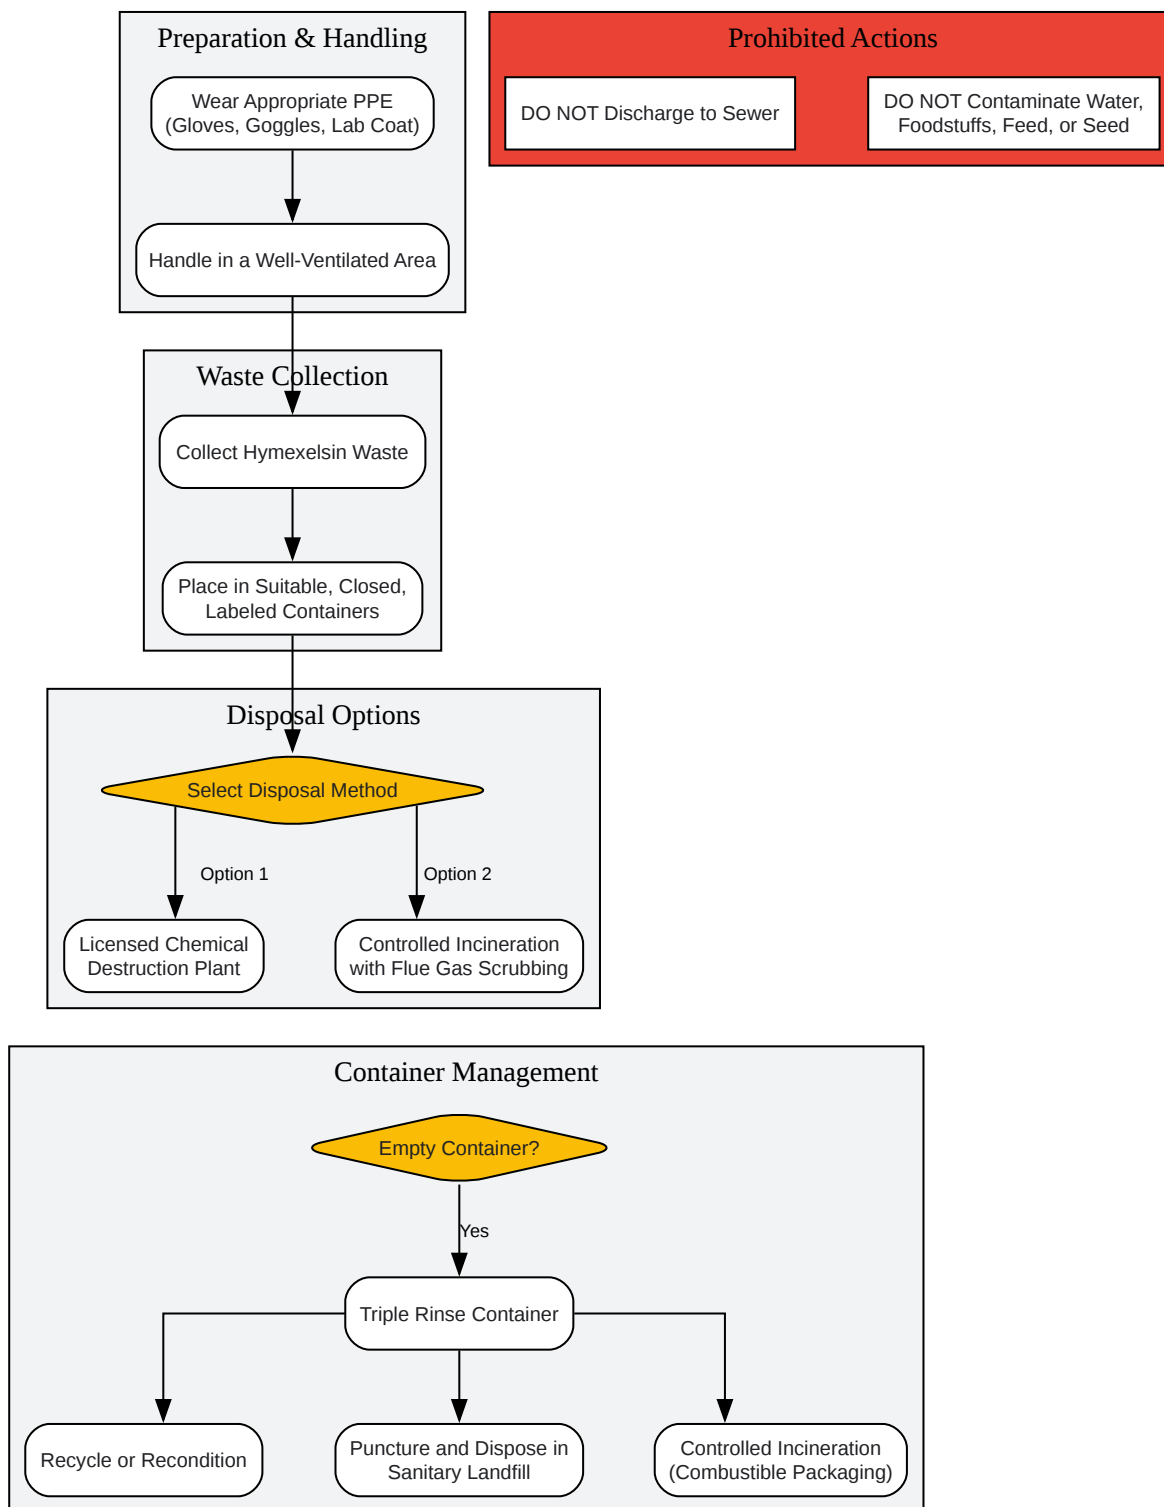 Preparation & Handling
Wear Appropriate PPE
(Gloves, Goggles, Lab Coat)
Handle in a Well-Ventilated Area
Prohibited Actions
DO NOT Discharge to Sewer
DO NOT Contaminate Water,
Foodstuffs, Feed, or Seed
Waste Collection
Collect Hymexelsin Waste
Place in Suitable, Closed,
Labeled Containers
Disposal Options
Select Disposal Method
Option 1
Option 2
Licensed Chemical
Destruction Plant
Controlled Incineration
with Flue Gas Scrubbing
Container Management
Empty Container?
Yes
Triple Rinse Container
Recycle or Recondition
Puncture and Dispose in
Sanitary Landfill
Controlled Incineration
(Combustible Packaging)